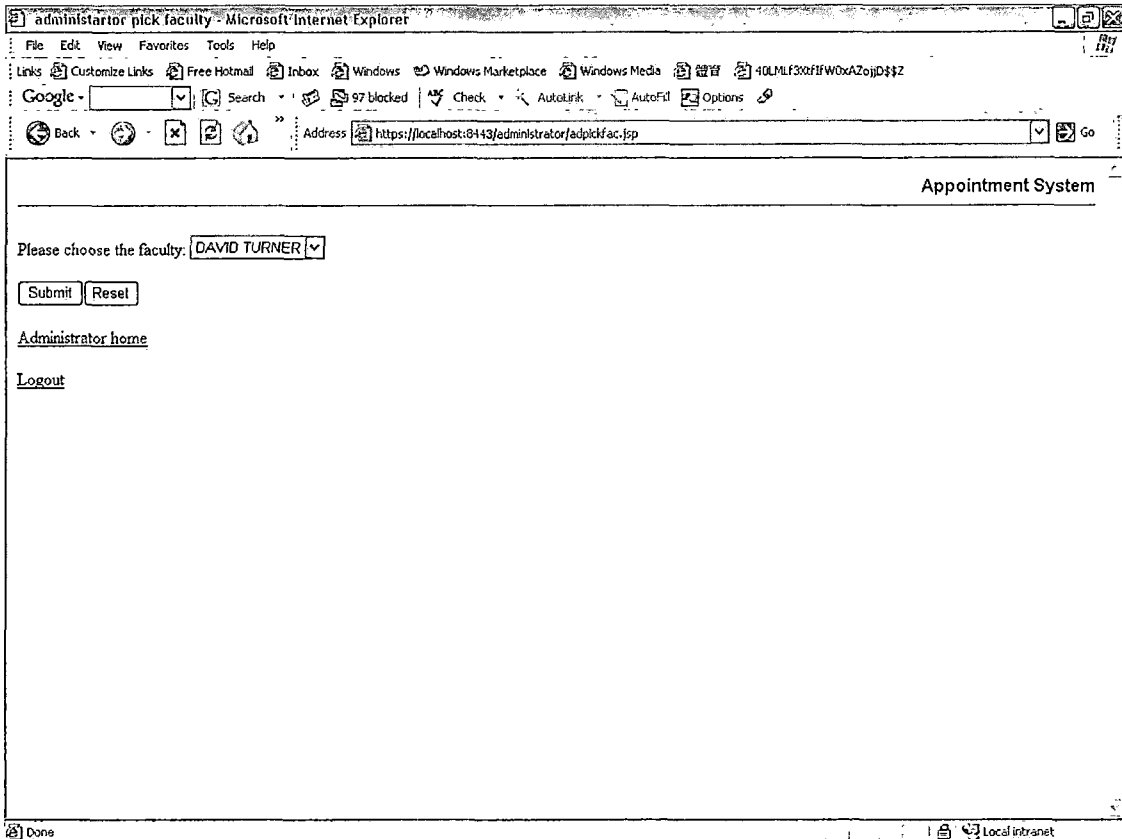 administartor pick faculty - Microsoft Internet Explorer
File Edit View Favorites Tools Help
Links Customize Links Free Hotmail Inbox Windows Windows Marketplace Windows Media
Google - Search 97 blocked Check AutoLink AutoFill Options
Back Address https://localhost:8443/administrator/adpickfac.jsp Go
Appointment System
Please choose the faculty: DAVID TURNER
Submit Reset
Administrator home
Logout
Done Local intranet